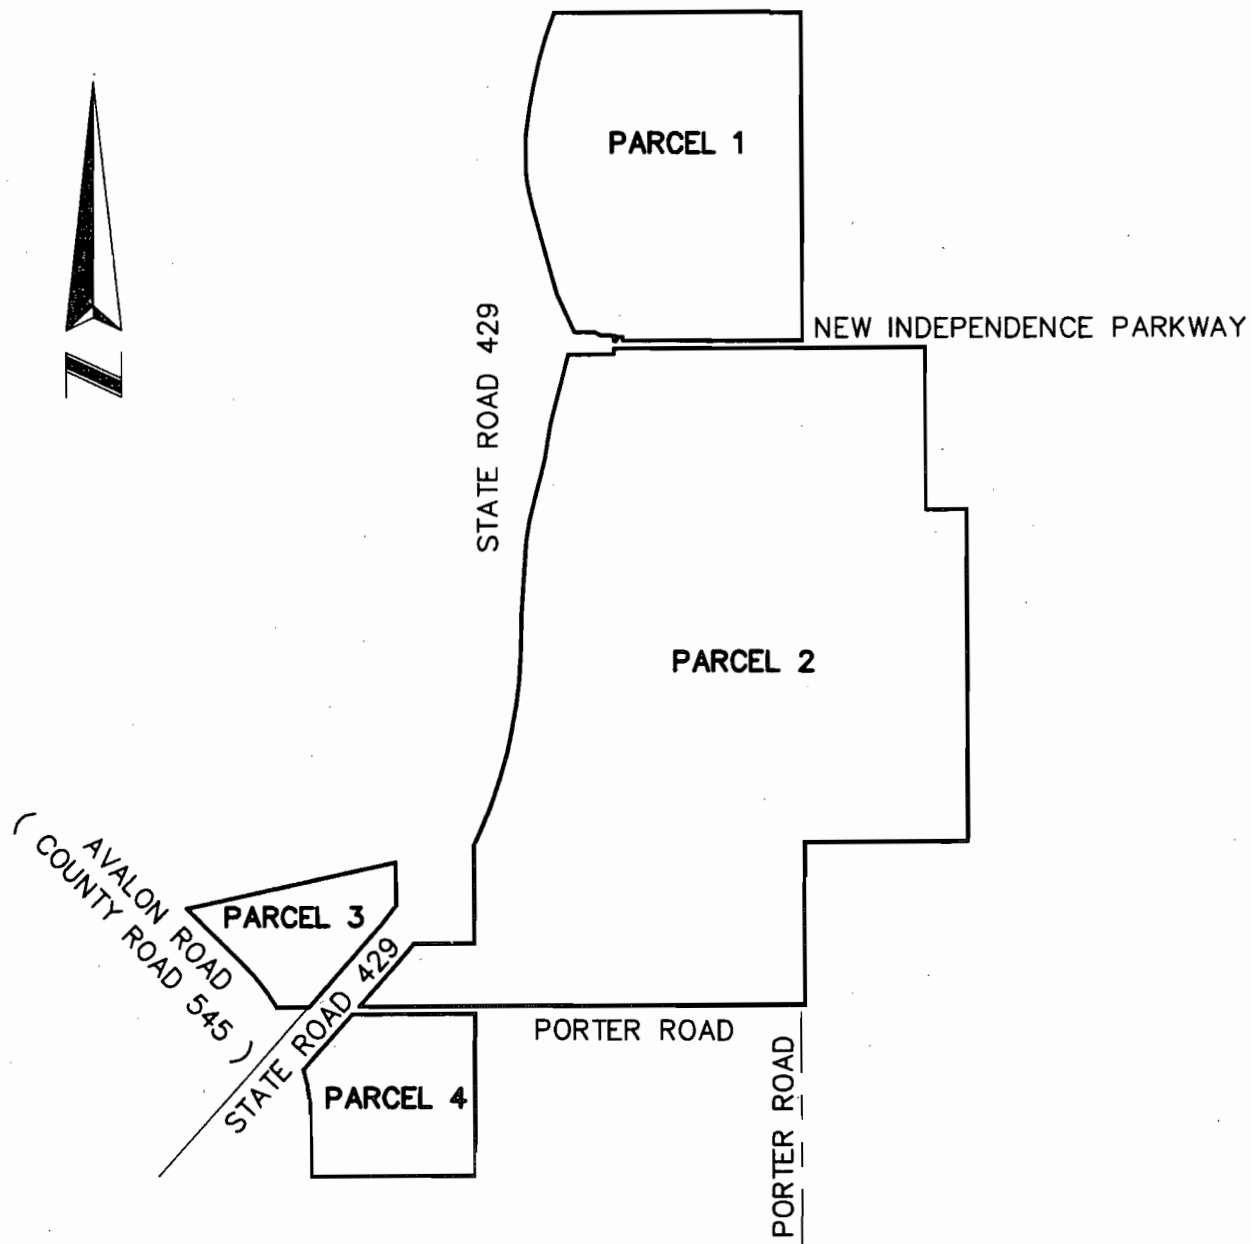 PARCEL 1
NEW INDEPENDENCE PARKWAY
STATE ROAD 429
PARCEL 2
( AVALON ROAD
COUNTY ROAD 545 )
PARCEL 3
STATE ROAD 429
PORTER ROAD
PARCEL 4
PORTER ROAD
N